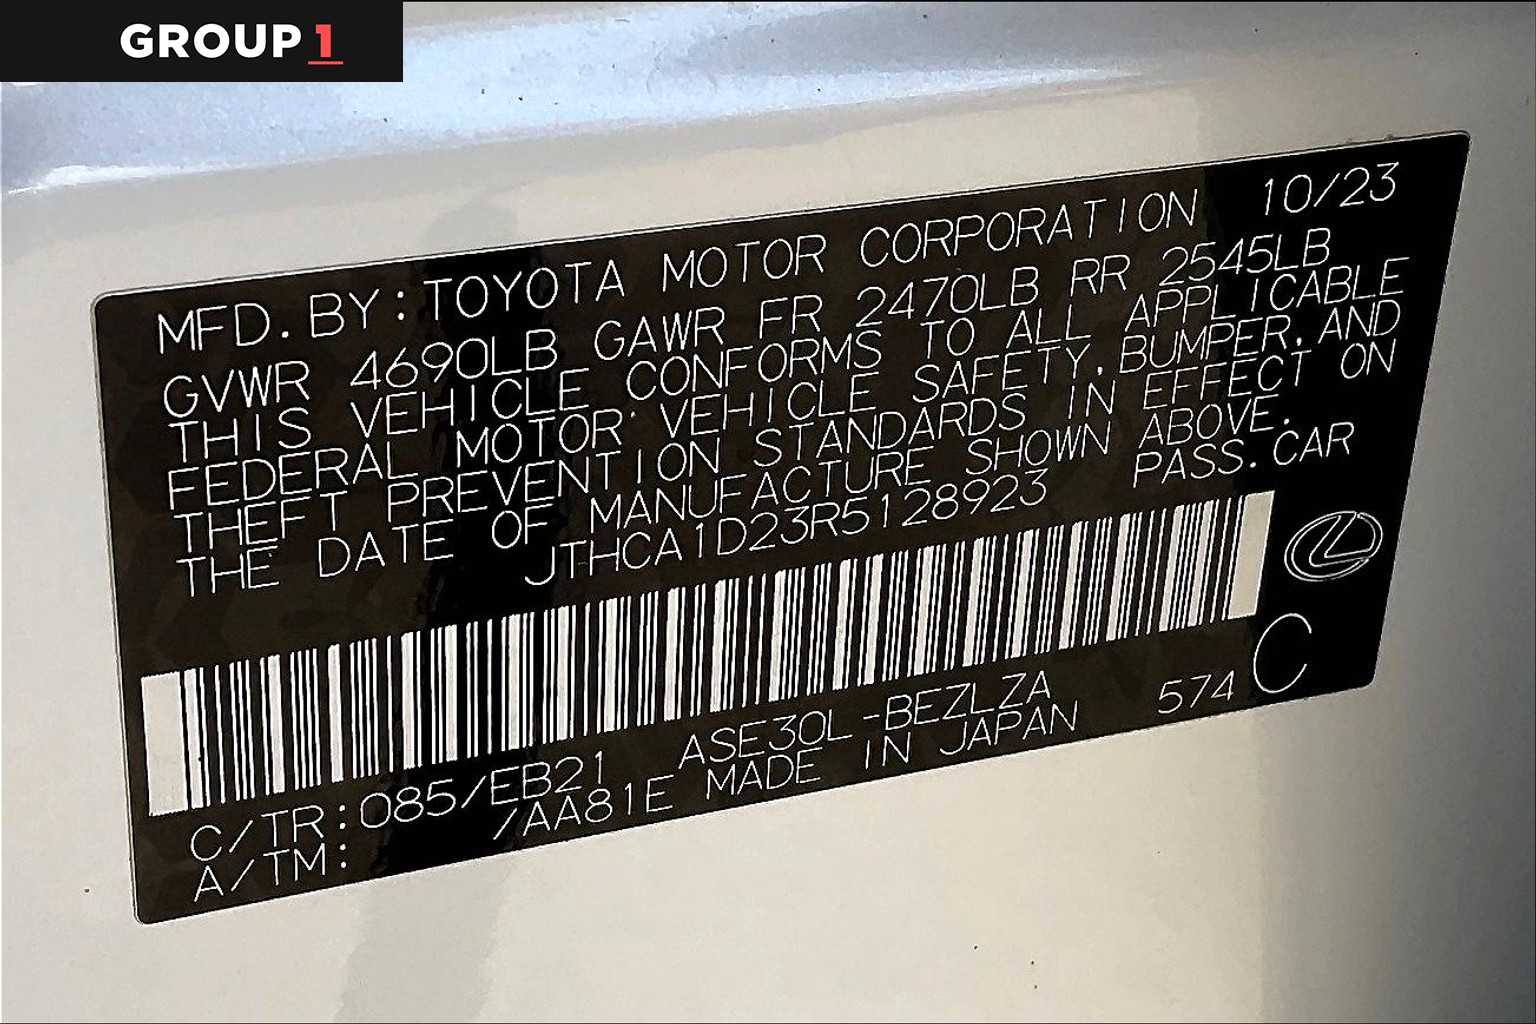 GROUP 1
MFD. BY: TOYOTA MOTOR CORPORATION 10/23
GVWR 4690LB GAWR FR 2470LB RR 2545LB
THIS VEHICLE CONFORMS TO ALL APPLICABLE
FEDERAL MOTOR VEHICLE SAFETY, BUMPER, AND
THEFT PREVENTION STANDARDS IN EFFECT ON
THE DATE OF MANUFACTURE SHOWN ABOVE.
JTHCA1D23R5128923 PASS. CAR
C/TR: 085/EB21 ASE30L-BEZLZA 574 C
A/TM: /AA81E MADE IN JAPAN